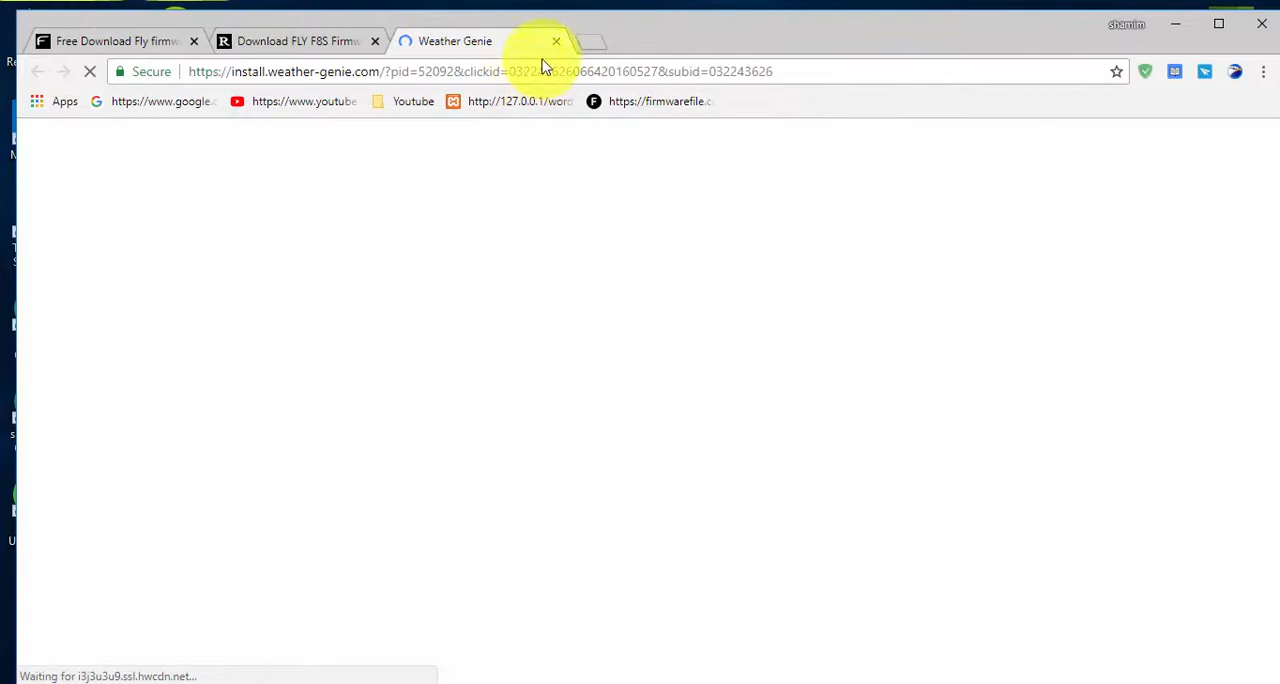 shamim
Free Download Fly firmw
Download FLY F8S Firmw
Weather Genie
Secure
https://install.weather-genie.com/?pid=52092&clickid=032243626066420160527&subid=032243626
Apps
https://www.google.c
https://www.youtube
Youtube
http://127.0.0.1/word
https://firmwarefile.c
Waiting for i3j3u3u9.ssl.hwcdn.net...